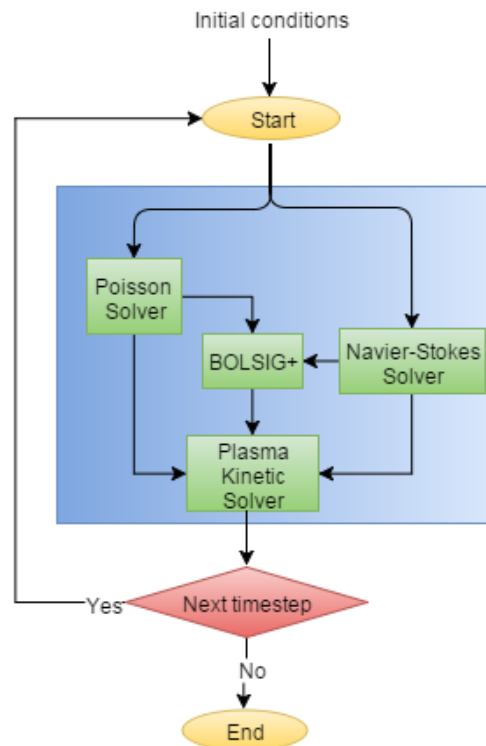 Initial conditions
Start
Poisson
Solver
BOLSIG+
Navier-Stokes
Solver
Plasma
Kinetic
Solver
Next timestep
Yes
No
End